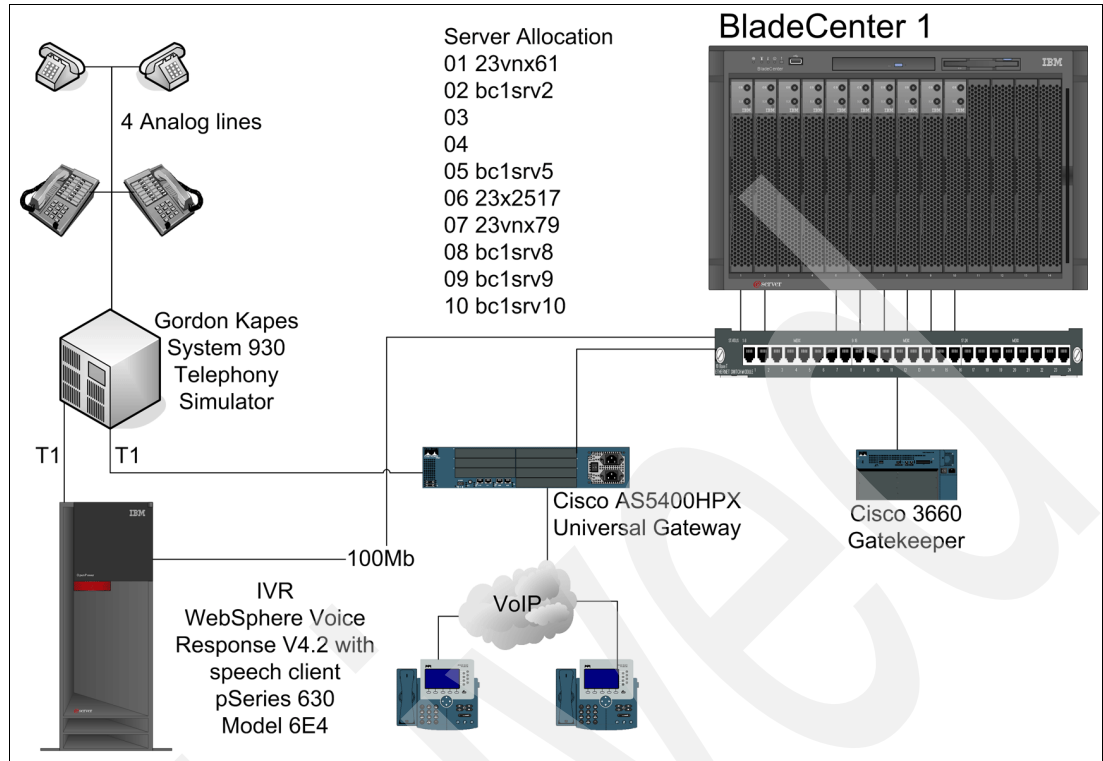 BladeCenter 1
Server Allocation
01 23vnx61
02 bc1srv2
03
04
05 bc1srv5
06 23x2517
07 23vnx79
08 bc1srv8
09 bc1srv9
10 bc1srv10
4 Analog lines
IBM
Gordon Kapes
System 930
Telephony
Simulator
T1
T1
Cisco AS5400HPX
Universal Gateway
Cisco 3660
Gatekeeper
100Mb
IBM
IVR
WebSphere Voice
Response V4.2 with
speech client
pSeries 630
Model 6E4
VoIP